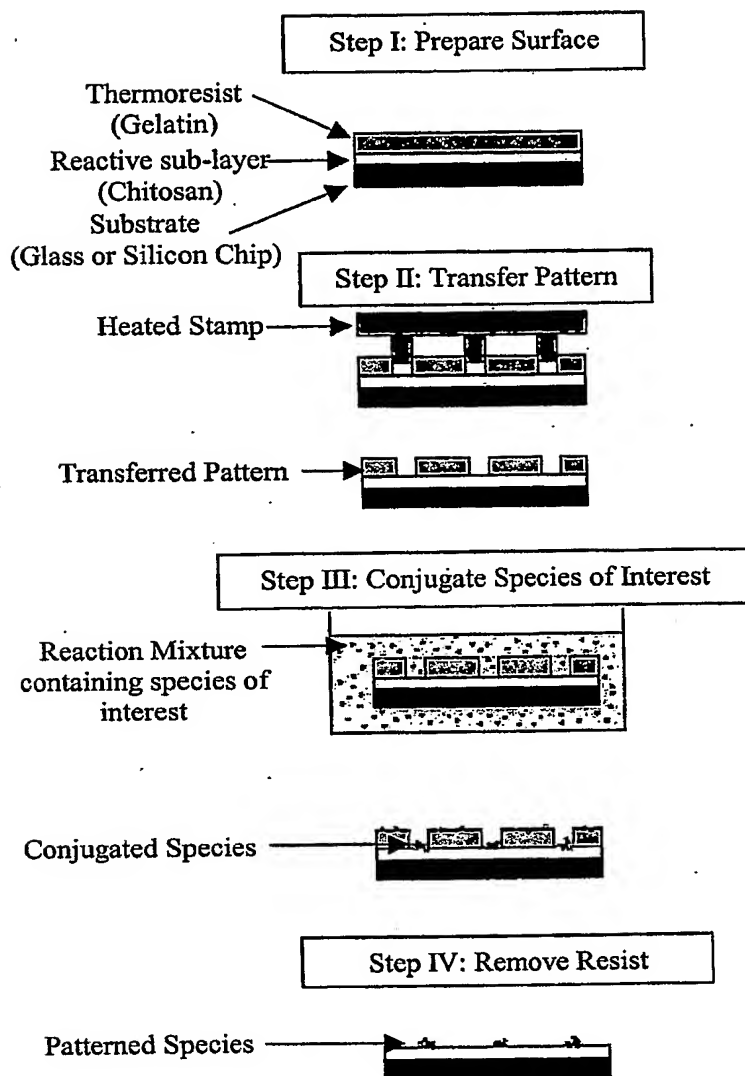 Step I: Prepare Surface
Thermoresist
(Gelatin)
Reactive sub-layer
(Chitosan)
Substrate
(Glass or Silicon Chip)
Step II: Transfer Pattern
Heated Stamp
Transferred Pattern
Step III: Conjugate Species of Interest
Reaction Mixture
containing species of
interest
Conjugated Species
Step IV: Remove Resist
Patterned Species